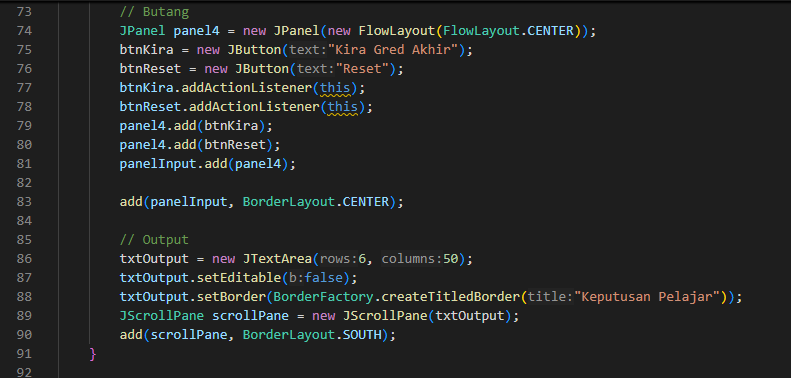 73 // Butang
74 JPanel panel4 = new JPanel(new FlowLayout(FlowLayout.CENTER));
75 btnKira = new JButton(text:"Kira Gred Akhir");
76 btnReset = new JButton(text:"Reset");
77 btnKira.addActionListener(this);
78 btnReset.addActionListener(this);
79 panel4.add(btnKira);
80 panel4.add(btnReset);
81 panelInput.add(panel4);
82
83 add(panelInput, BorderLayout.CENTER);
84
85 // Output
86 txtOutput = new JTextArea(rows:6, columns:50);
87 txtOutput.setEditable(b:false);
88 txtOutput.setBorder(BorderFactory.createTitledBorder(title:"Keputusan Pelajar"));
89 JScrollPane scrollPane = new JScrollPane(txtOutput);
90 add(scrollPane, BorderLayout.SOUTH);
91 }
92